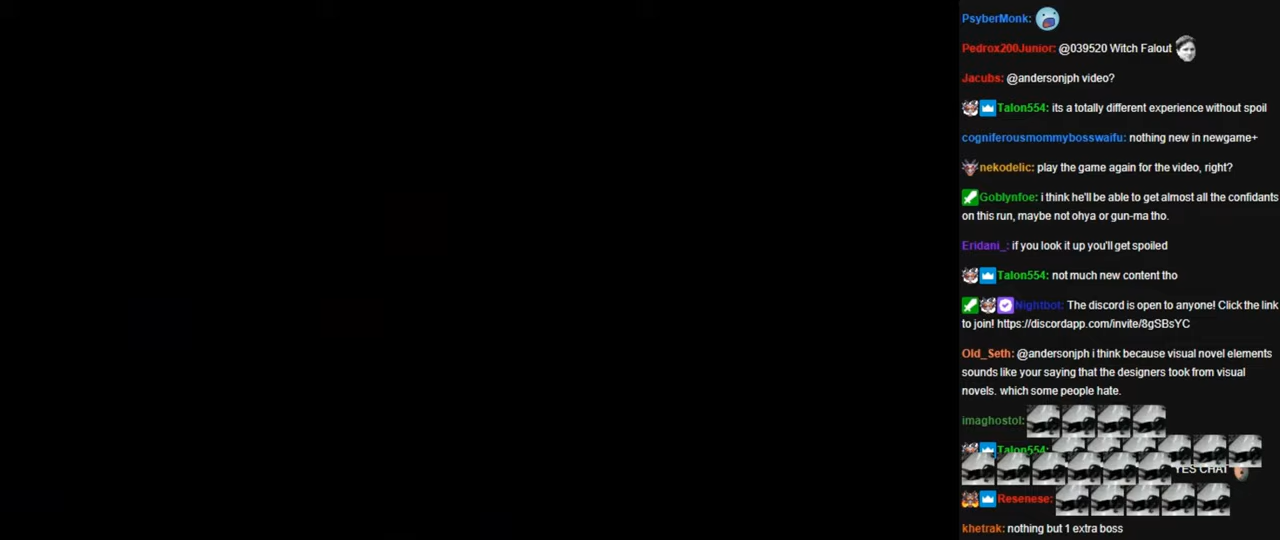 PsyberMonk:
Pedrox200Junior: @039520 Witch Falout
Jacubs: @andersonjph video?
Talon554: its a totally different experience without spoil
cogniferousmommybosswaifu: nothing new in newgame+
nekodelic: play the game again for the video, right?
Goblynfoe: i think he'll be able to get almost all the confidants
on this run, maybe not ohya or gun-ma tho.
Eridani_: if you look it up you'll get spoiled
Talon554: not much new content tho
Nightbot: The discord is open to anyone! Click the link
to join! https://discordapp.com/invite/8gSBsYC
Old_Seth: @andersonjph i think because visual novel elements
sounds like your saying that the designers took from visual
novels. which some people hate.
imaghostol:
Talon554:
YES CHAT
Resenese:
khetrak: nothing but 1 extra boss